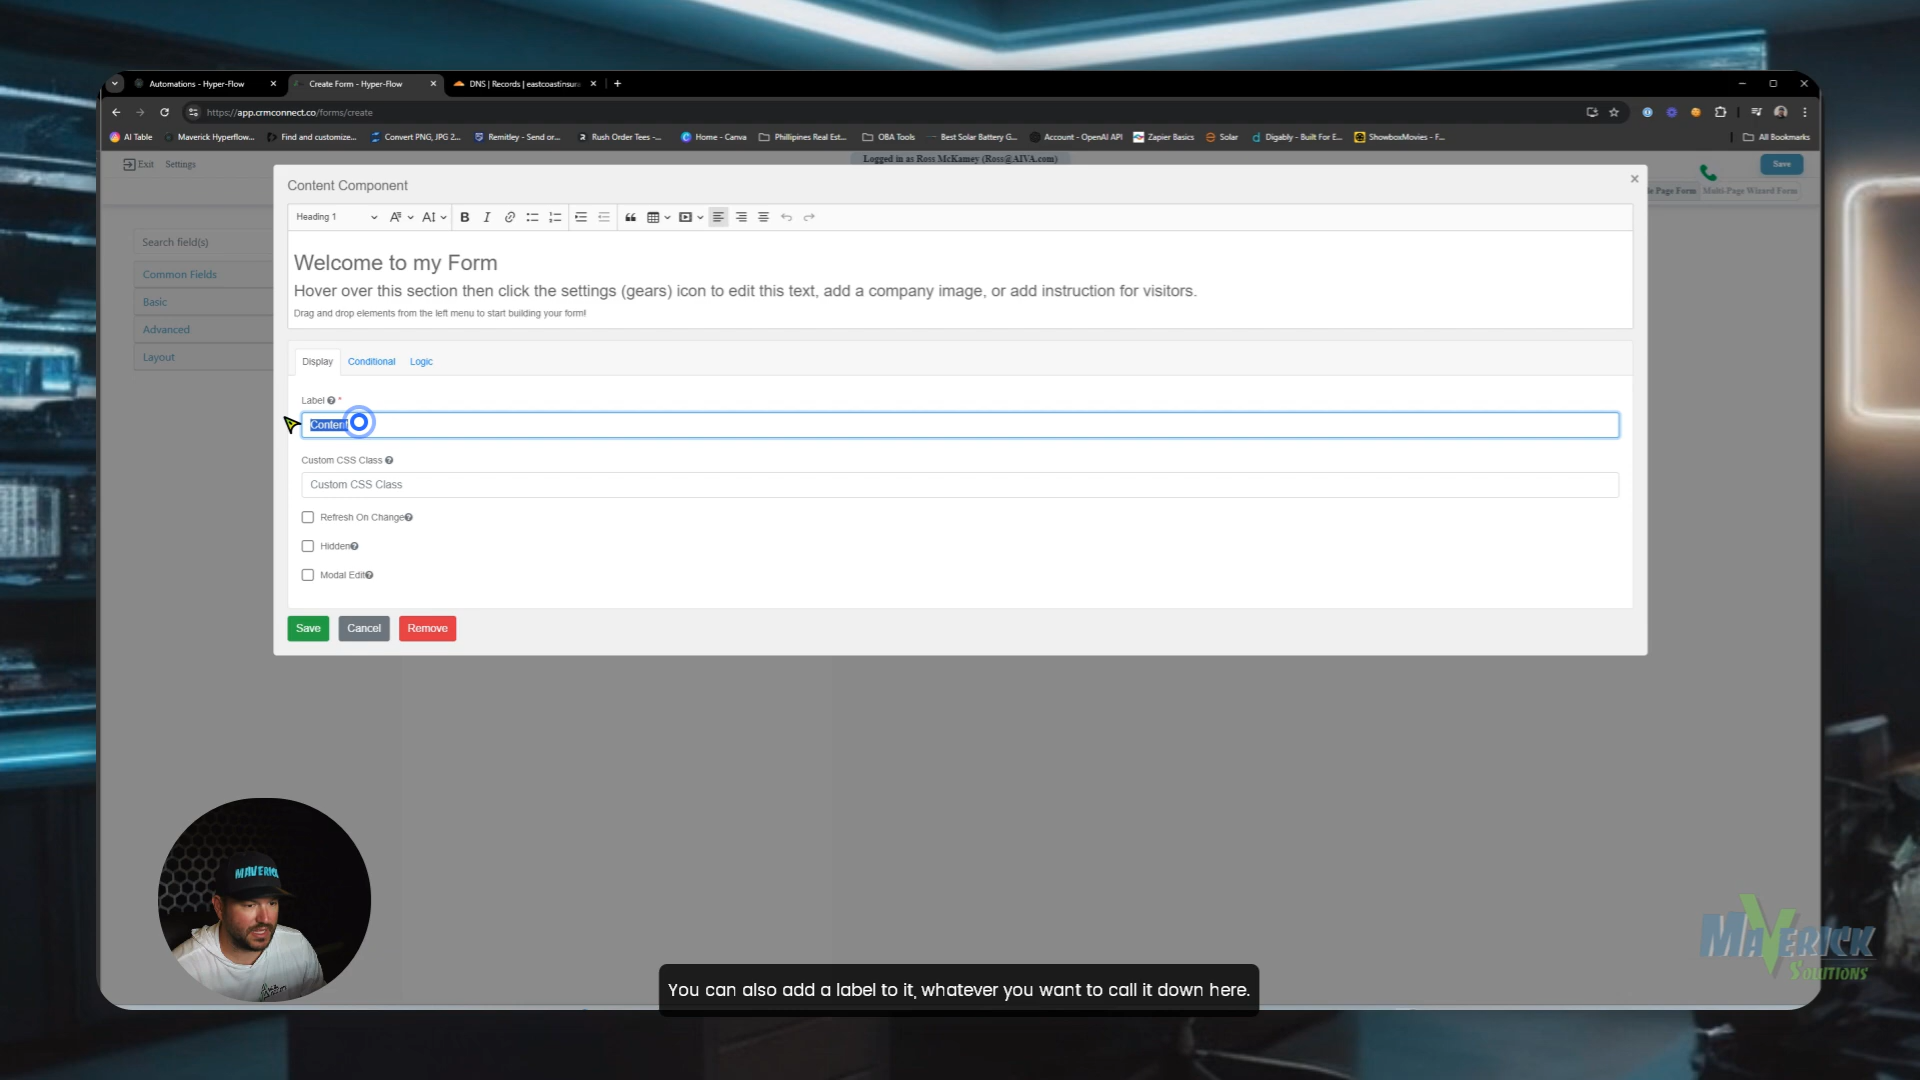 Automations - Hyper-Flow
Create Form - Hyper-Flow
DNS | Records | eastcoastinsur
https://app.crmconnect.co/forms/create
AI Table
Maverick Hyperflow...
Find and customize...
Convert PNG, JPG 2...
Remitley - Send or...
Rush Order Tees -...
Home - Canva
Phillipines Real Est...
OBA Tools
Best Solar Battery G...
Account - OpenAI API
Zapier Basics
Solar
Digably - Built For E...
ShowboxMovies - F...
All Bookmarks
Exit Settings
Logged in as Ross McKamey (Ross@AIVA.com)
Save
Page Form
Multi-Page Wizard Form
Search field(s)
Common Fields
Basic
Advanced
Layout
Content Component
Heading 1
Welcome to my Form
Hover over this section then click the settings (gears) icon to edit this text, add a company image, or add instruction for visitors.
Drag and drop elements from the left menu to start building your form!
Display Conditional Logic
Label *
Content
Custom CSS Class
Custom CSS Class
Refresh On Change
Hidden
Modal Edit
Save Cancel Remove
MAVERICK
MAVERICK
SOLUTIONS
You can also add a label to it, whatever you want to call it down here.